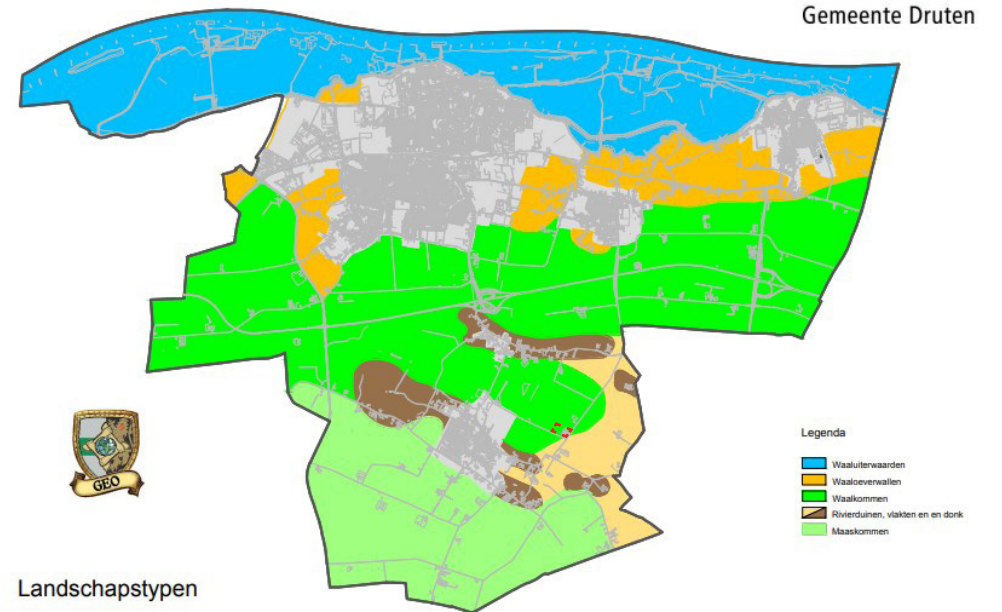 Gemeente Druten
GEO
Legenda
Waaluiterwaarden
Waaloeverwallen
Waalkommen
Rivierduinen, vlakten en en donk
Maaskommen
Landschapstypen